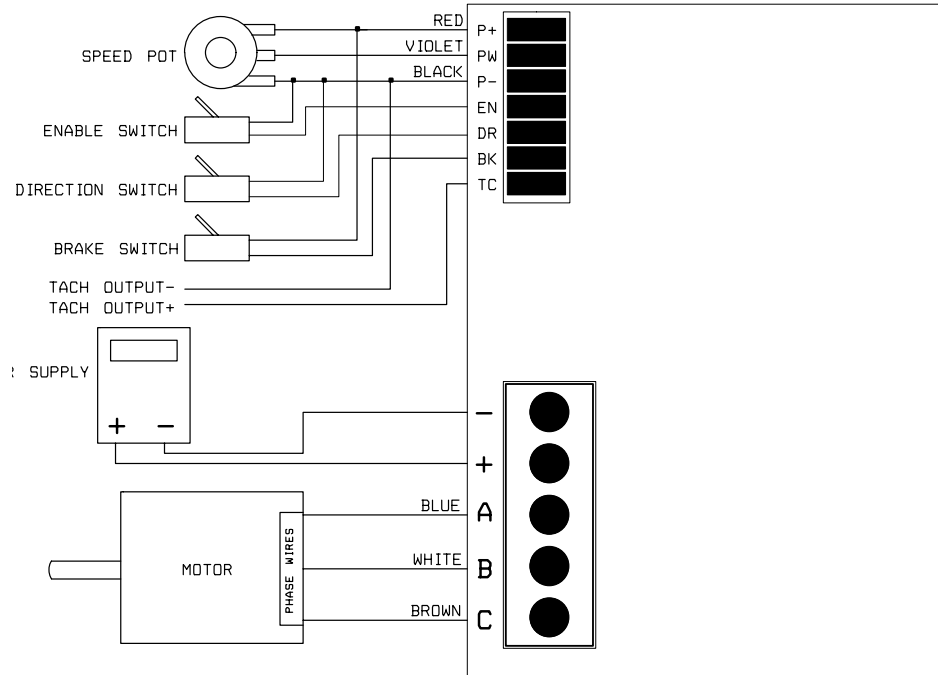 RED
P+
SPEED POT
VIOLET
PW
BLACK
P-
EN
ENABLE SWITCH
DR
BK
DIRECTION SWITCH
TC
BRAKE SWITCH
TACH OUTPUT-
TACH OUTPUT+
SUPPLY
+ -
-
+
BLUE
A
MOTOR
PHASE WIRES
WHITE
B
BROWN
C